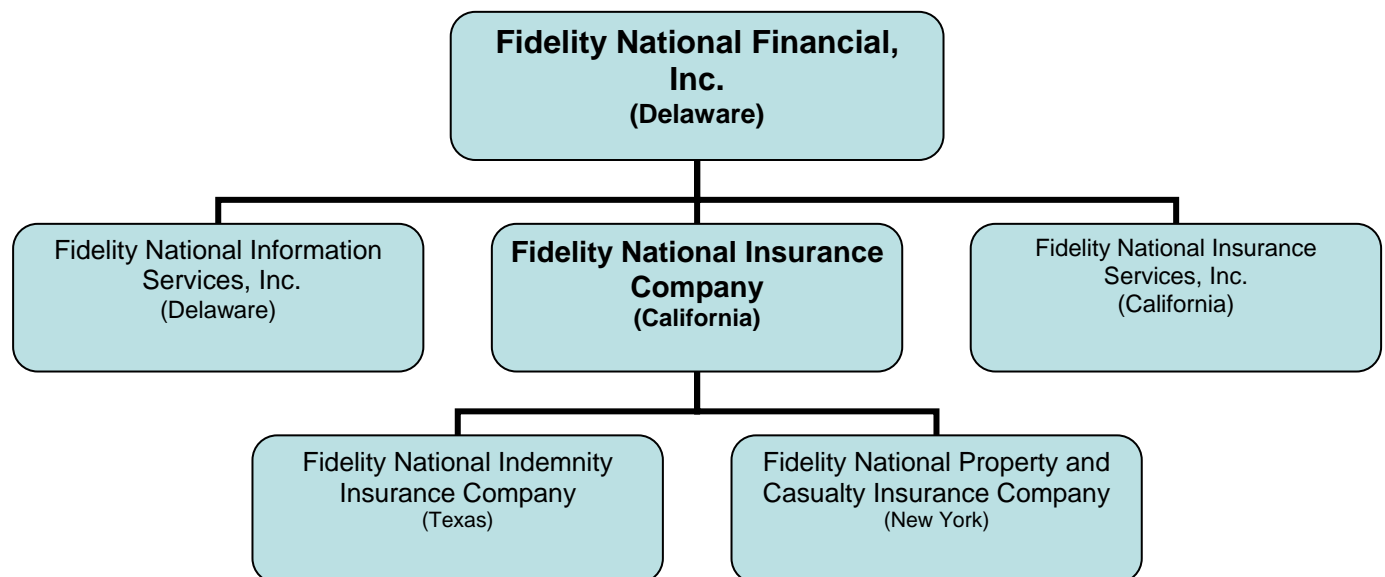 Fidelity National Financial,
Inc.
(Delaware)
Fidelity National Information
Services, Inc.
(Delaware)
Fidelity National Insurance
Company
(California)
Fidelity National Insurance
Services, Inc.
(California)
Fidelity National Indemnity
Insurance Company
(Texas)
Fidelity National Property and
Casualty Insurance Company
(New York)